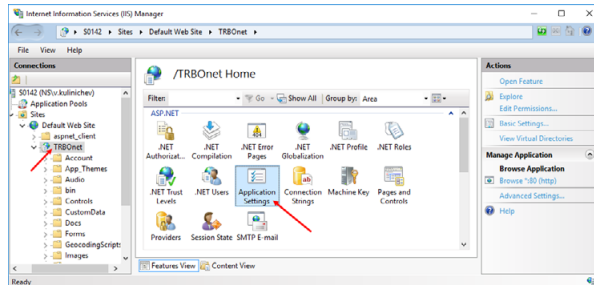 Internet Information Services (IIS) Manager
S0142 ▸ Sites ▸ Default Web Site ▸ TRBOnet ▸
File View Help
Connections
S0142 (NS\v.kulinichev)
Application Pools
Sites
Default Web Site
aspnet_client
TRBOnet
Account
App_Themes
Audio
bin
Controls
CustomData
Docs
Forms
GeocodingScripts
Images
/TRBOnet Home
Filter: Go Show All Group by: Area
ASP.NET
.NET Authorizat...
.NET Compilation
.NET Error Pages
.NET Globalization
.NET Profile
.NET Roles
.NET Trust Levels
.NET Users
Application Settings
Connection Strings
Machine Key
Pages and Controls
Providers
Session State
SMTP E-mail
Features View Content View
Actions
Open Feature
Explore
Edit Permissions...
Basic Settings...
View Virtual Directories
Manage Application
Browse Application
Browse *:80 (http)
Advanced Settings...
Help
Ready